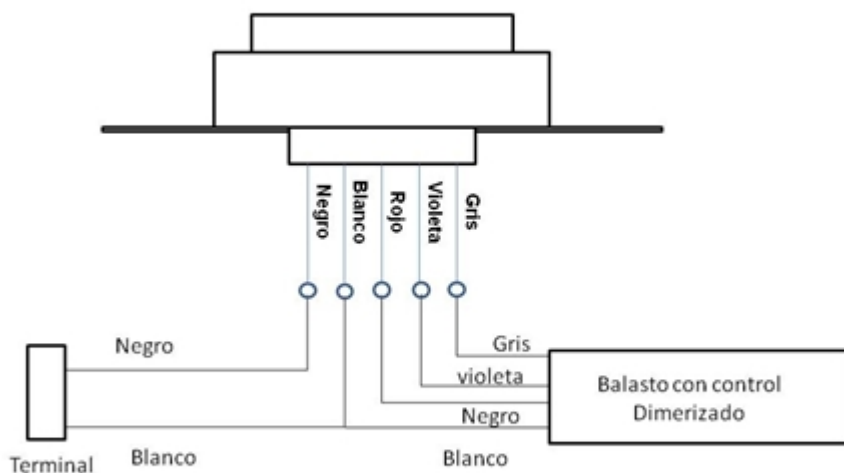 Negro
Blanco
Rojo
Violeta
Gris
Negro
Gris
violeta
Negro
Balasto con control
Dimerizado
Terminal
Blanco
Blanco